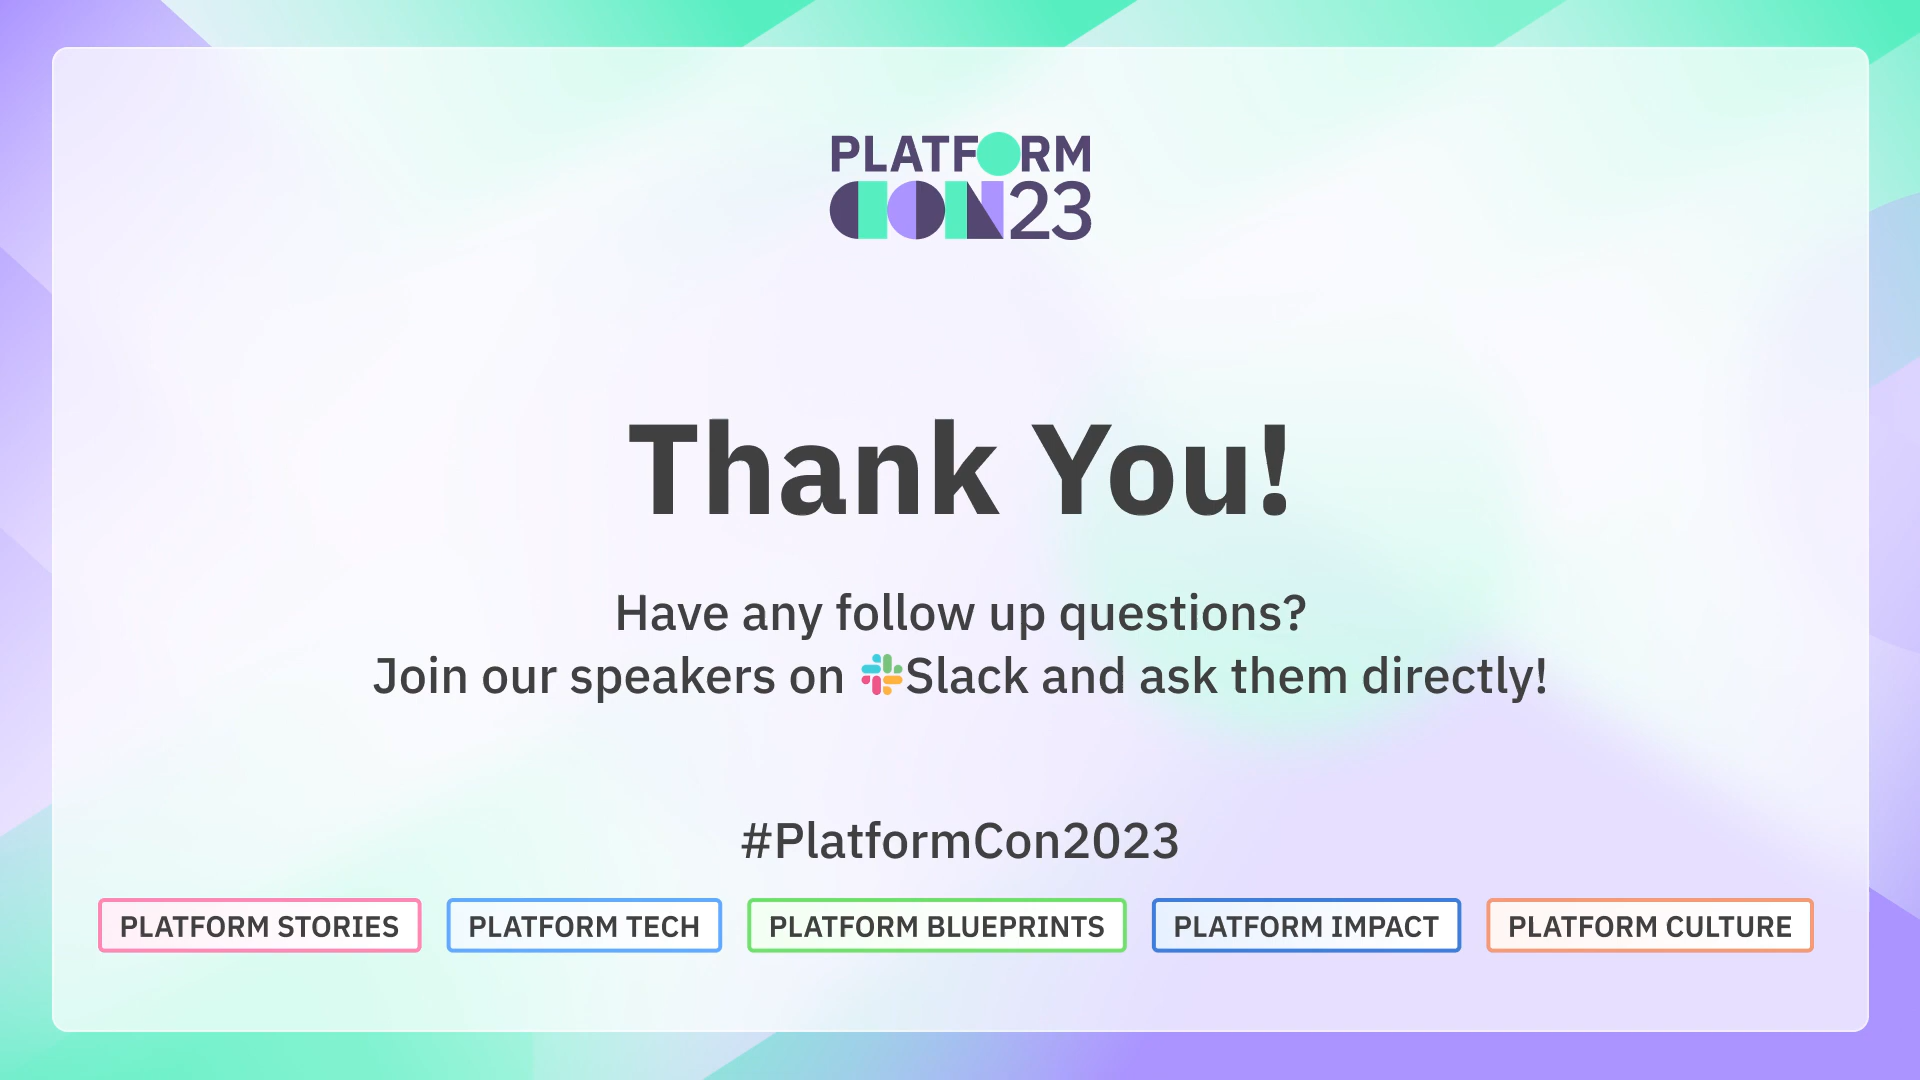 PLATFORM
CON23
Thank You!
Have any follow up questions?
Join our speakers on Slack and ask them directly!
#PlatformCon2023
PLATFORM STORIES
PLATFORM TECH
PLATFORM BLUEPRINTS
PLATFORM IMPACT
PLATFORM CULTURE